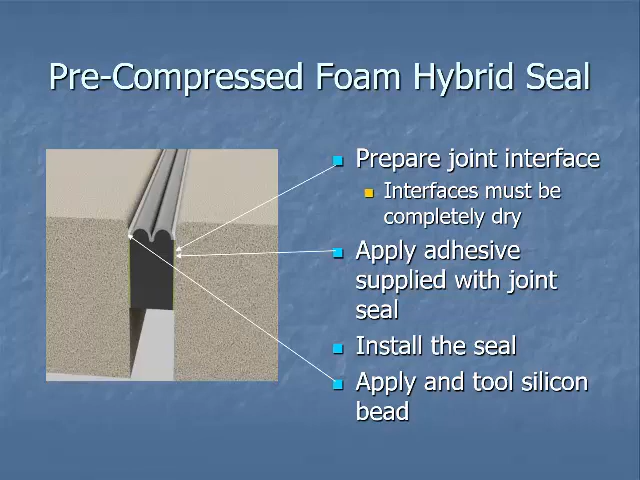 Pre-Compressed Foam Hybrid Seal
Prepare joint interface
Interfaces must be
completely dry
Apply adhesive
supplied with joint
seal
Install the seal
Apply and tool silicon
bead